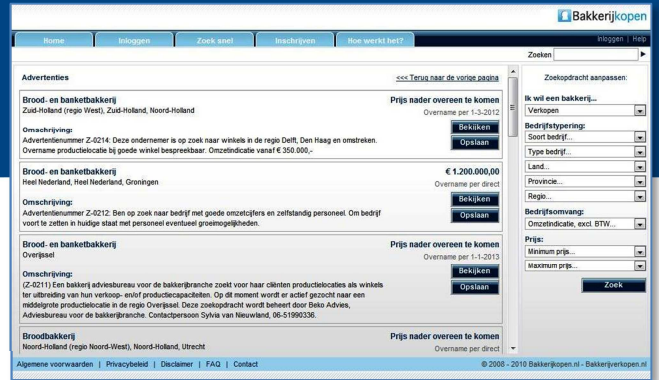 Bakkerijkopen
Home Inloggen Zoek snel Inschrijven Hoe werkt het? Inloggen | Help
Zoeken
Advertenties <<< Terug naar de vorige pagina
Brood- en banketbakkerij Prijs nader overeen te komen
Zuid-Holland (regio West), Zuid-Holland, Noord-Holland Overname per 1-3-2012
Omschrijving: Bekijken
Advertentienummer Z-0214: Deze ondernemer is op zoek naar winkels in de regio Delft, Den Haag en omstreken. Opslaan
Overname productielocatie bij goede winkel bespreekbaar. Omzetindicatie vanaf € 350.000,-
Brood- en banketbakkerij € 1.200.000,00
Heel Nederland, Heel Nederland, Groningen Overname per direct
Omschrijving: Bekijken
Advertentienummer Z-0212: Ben op zoek naar bedrijf met goede omzetcijfers en zelfstandig personeel. Om bedrijf Opslaan
voort te zetten in huidige staat met personeel eventueel groeimogelijkheden.
Brood- en banketbakkerij Prijs nader overeen te komen
Overijssel Overname per 1-1-2013
Omschrijving: Bekijken
(Z-0211) Een bakkerij adviesbureau voor de bakkerijbranche zoekt voor haar cliënten productielocaties als winkels Opslaan
ter uitbreiding van hun verkoop- en/of productiecapaciteiten. Op dit moment wordt er actief gezocht naar een
middelgrote productielocatie in de regio Overijssel. Deze zoekopdracht wordt beheert door Beko Advies,
Adviesbureau voor de bakkerijbranche. Contactpersoon Sylvia van Nieuwland, 06-51990336.
Broodbakkerij Prijs nader overeen te komen
Noord-Holland (regio Noord-West), Noord-Holland, Utrecht Overname per direct
Zoekopdracht aanpassen:
Ik wil een bakkerij...
Verkopen
Bedrijfstypering:
Soort bedrijf...
Type bedrijf...
Land...
Provincie...
Regio...
Bedrijfsomvang:
Omzetindicatie, excl. BTW...
Prijs:
Minimum prijs...
Maximum prijs...
Zoek
Algemene voorwaarden | Privacybeleid | Disclaimer | FAQ | Contact © 2008 - 2010 Bakkerijkopen.nl - Bakkerijverkopen.nl